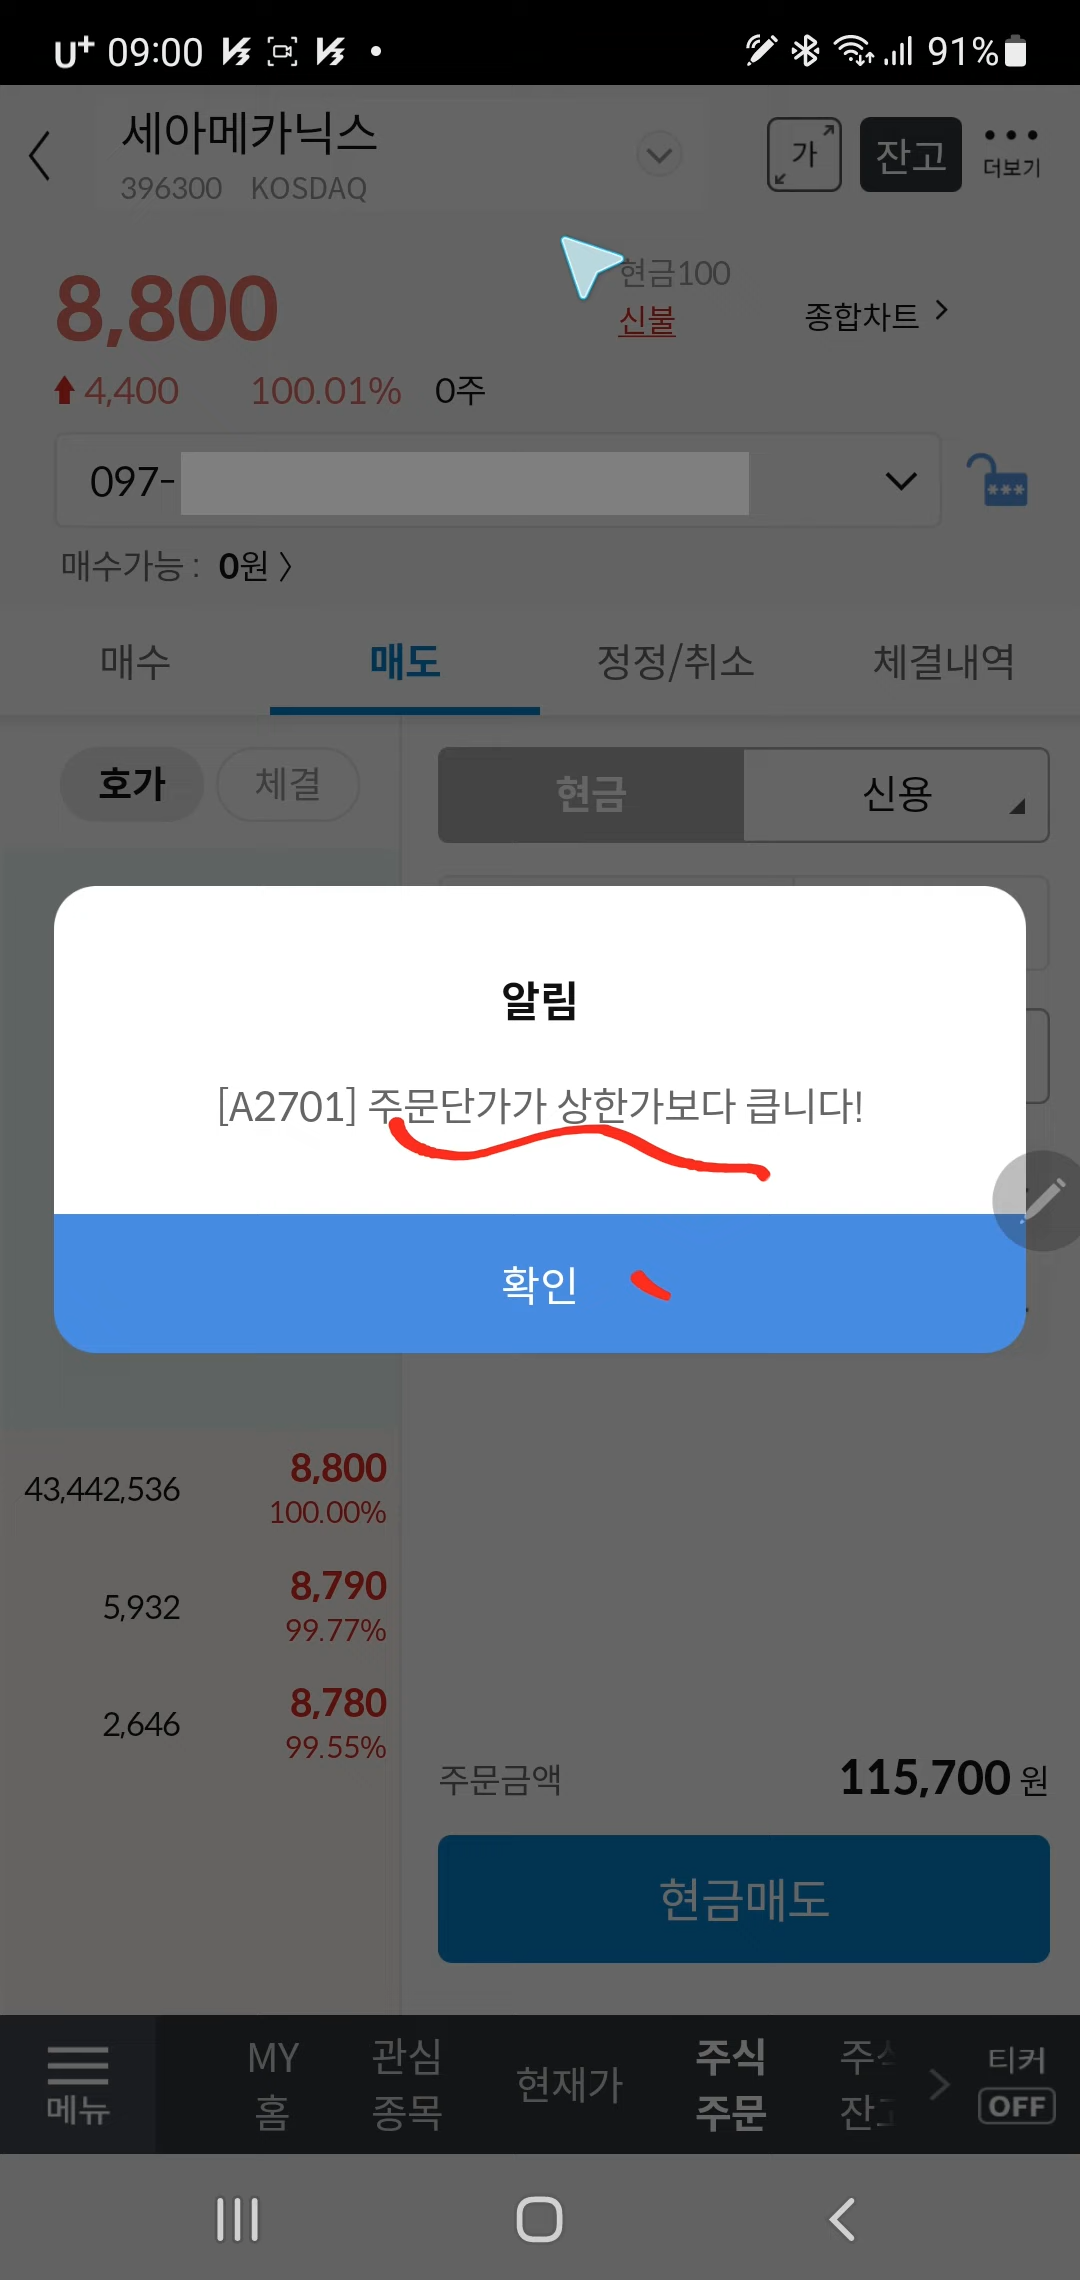 U+ 09:00 91%
세아메카닉스
396300 KOSDAQ
가
잔고
더보기
8,800
현금100
신불
종합차트
4,400 100.01% 0주
097-
***
매수가능 : 0원
매수 매도 정정/취소 체결내역
호가 체결
현금 신용
알림
[A2701] 주문단가가 상한가보다 큽니다!
확인
43,442,536 8,800
100.00%
5,932 8,790
99.77%
2,646 8,780
99.55%
주문금액 115,700 원
현금매도
메뉴
MY
홈
관심
종목
현재가
주식
주문
주식
잔고
티커
OFF